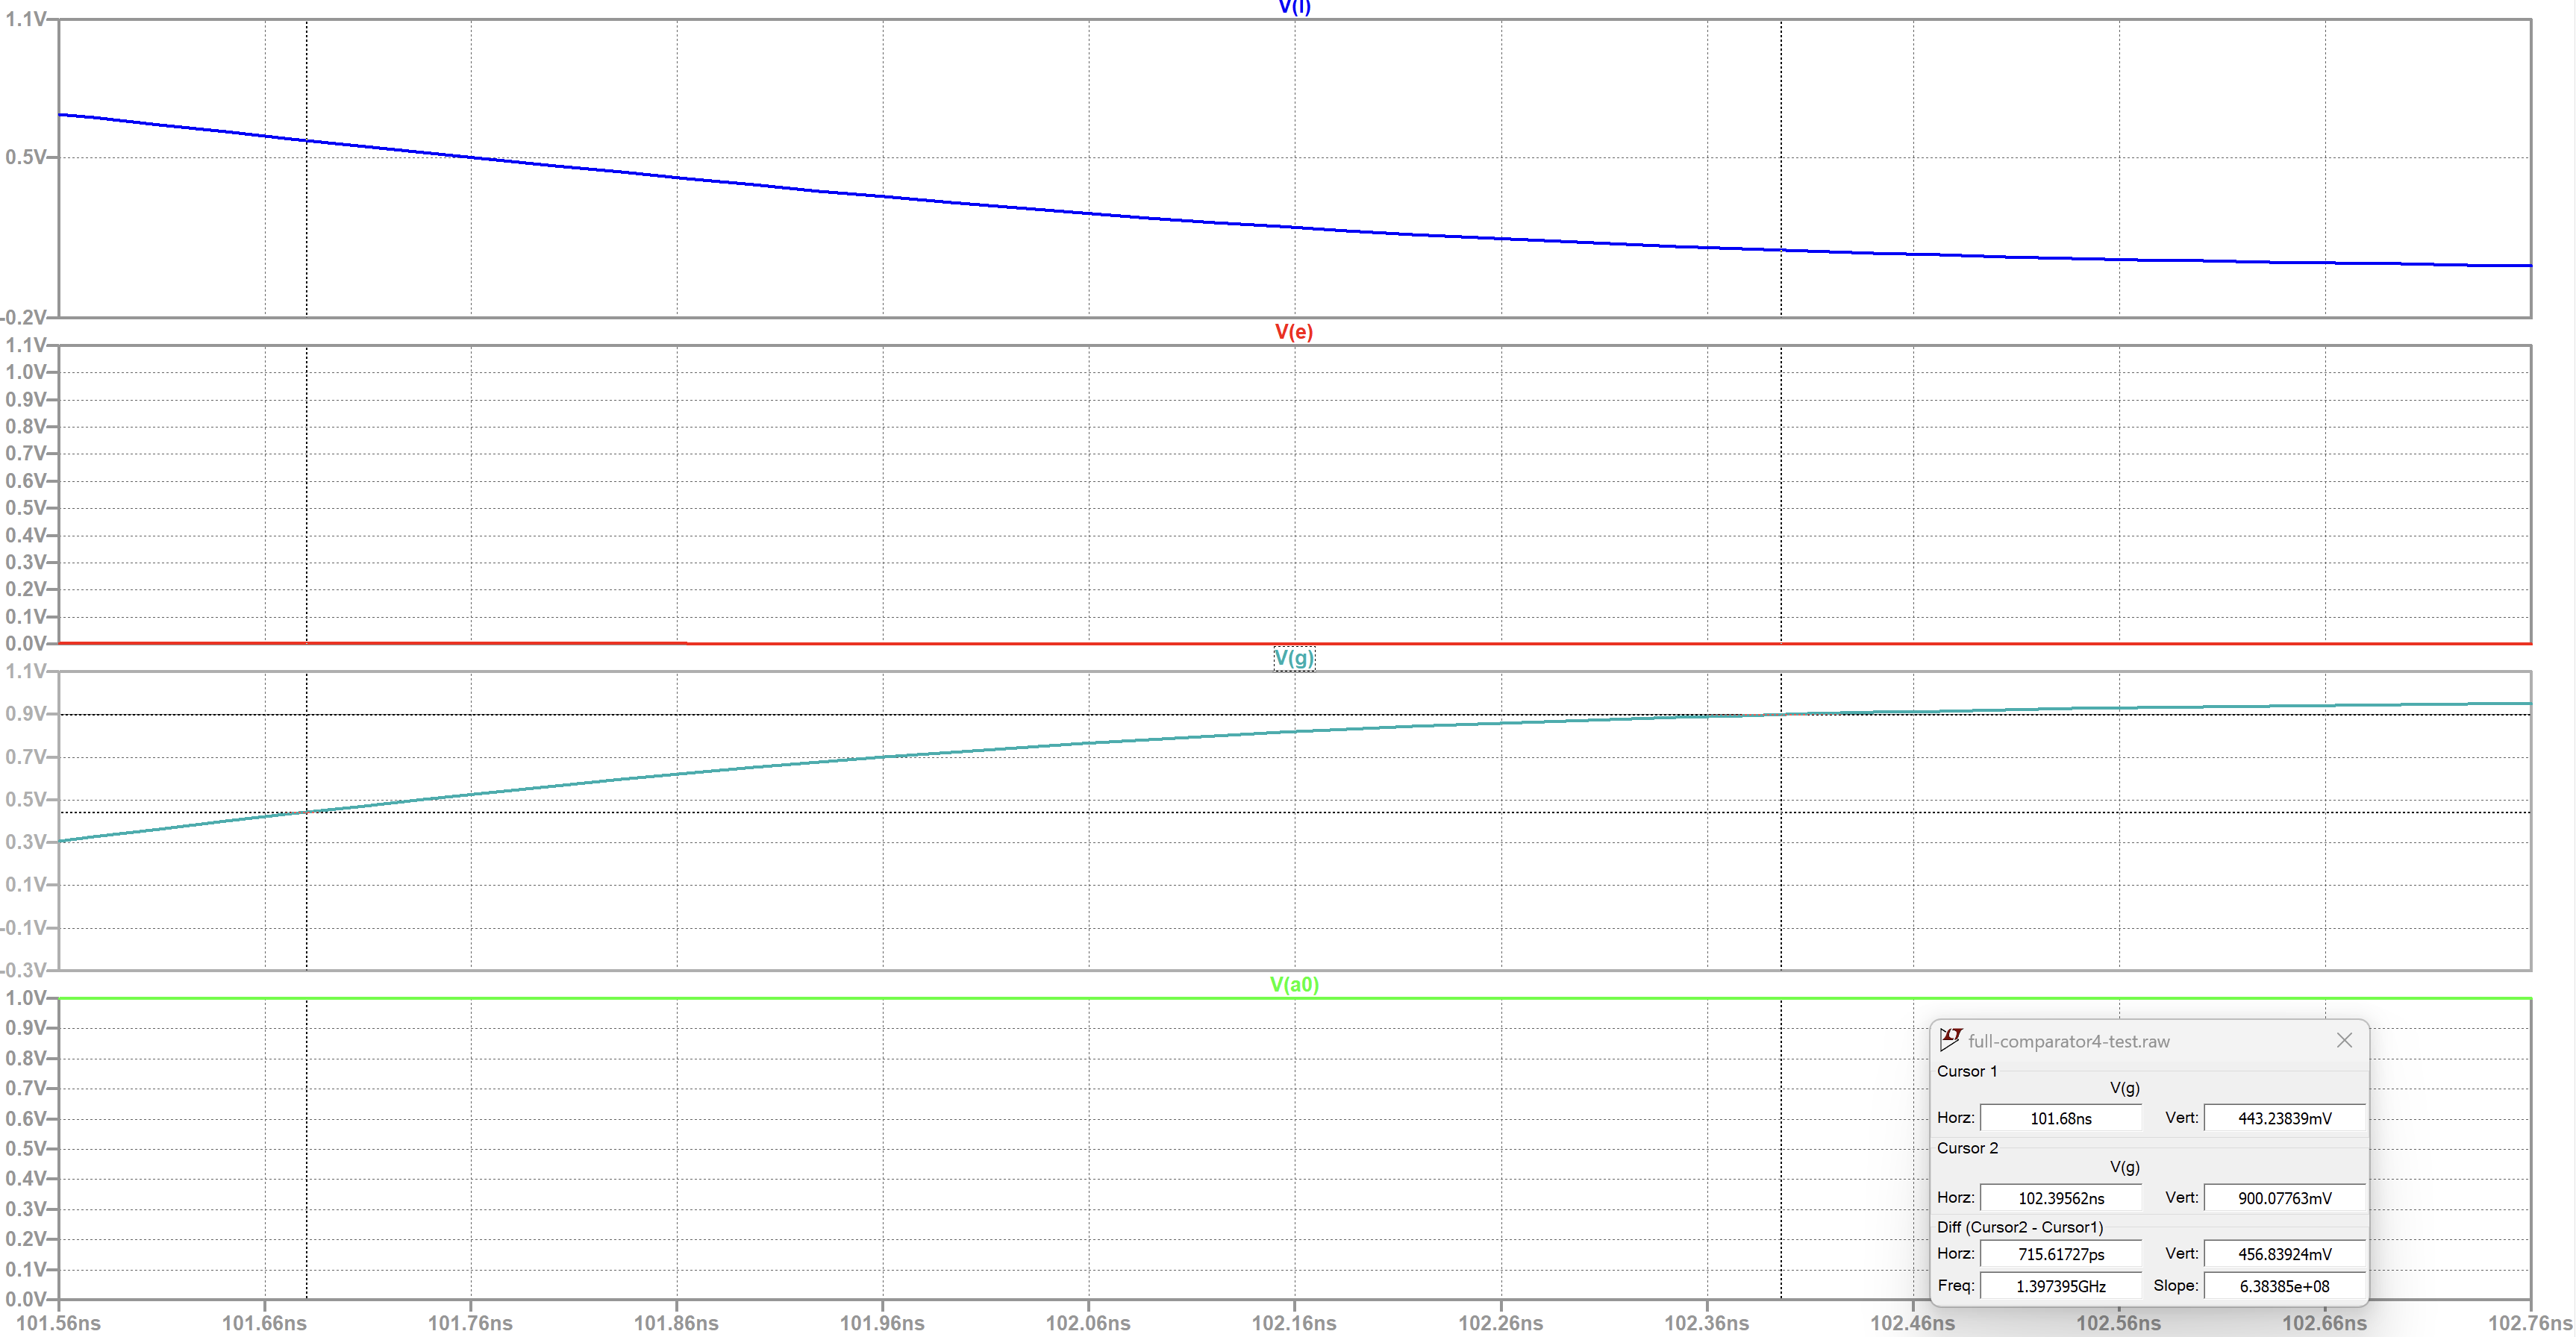 V(l)
1.1V
0.5V
-0.2V
V(e)
1.1V
1.0V
0.9V
0.8V
0.7V
0.6V
0.5V
0.4V
0.3V
0.2V
0.1V
0.0V
V(g)
1.1V
0.9V
0.7V
0.5V
0.3V
0.1V
-0.1V
-0.3V
V(a0)
1.0V
0.9V
0.8V
0.7V
0.6V
0.5V
0.4V
0.3V
0.2V
0.1V
0.0V
101.56ns 101.66ns 101.76ns 101.86ns 101.96ns 102.06ns 102.16ns 102.26ns 102.36ns 102.46ns 102.56ns 102.66ns 102.76ns
full-comparator4-test.raw
Cursor 1
V(g)
Horz: 101.68ns Vert: 443.23839mV
Cursor 2
V(g)
Horz: 102.39562ns Vert: 900.07763mV
Diff (Cursor2 - Cursor1)
Horz: 715.61727ps Vert: 456.83924mV
Freq: 1.397395GHz Slope: 6.38385e+08